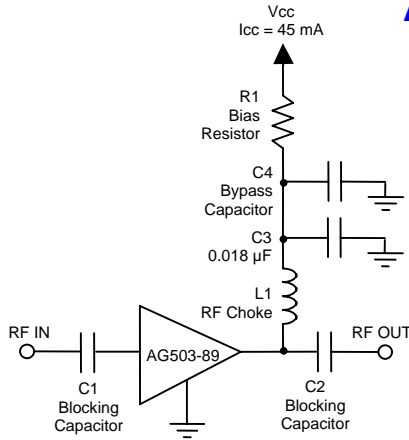 Vcc
Icc = 45 mA
R1
Bias
Resistor
C4
Bypass
Capacitor
C3
0.018 µF
L1
RF Choke
RF IN
AG503-89
RF OUT
C1
Blocking
Capacitor
C2
Blocking
Capacitor